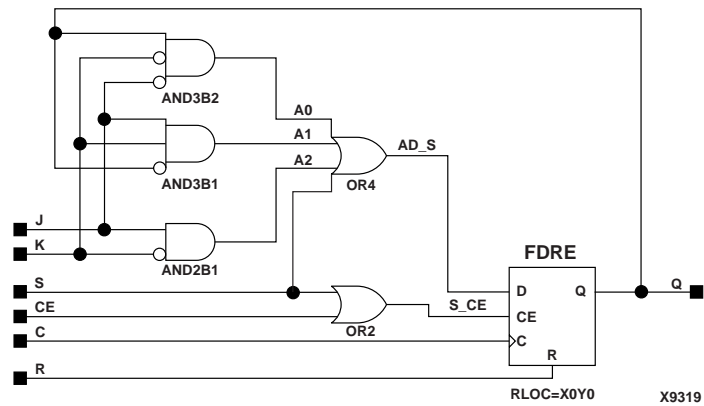 AND3B2
A0
A1
AD_S
A2
AND3B1
OR4
J
K
AND2B1
FDRE
S
D
Q
Q
CE
S_CE
CE
OR2
C
C
R
R
RLOC=X0Y0
X9319